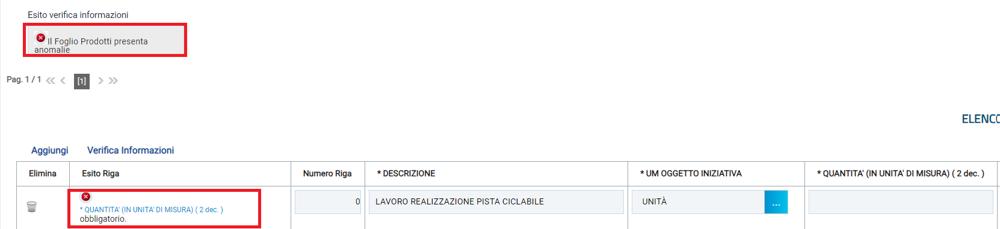 Esito verifica informazioni
Il Foglio Prodotti presenta
anomalie
Pag. 1 / 1 [1]
ELENCO
Aggiungi Verifica Informazioni
Elimina Esito Riga Numero Riga * DESCRIZIONE * UM OGGETTO INIZIATIVA * QUANTITA' (IN UNITA' DI MISURA) ( 2 dec. )
0 LAVORO REALIZZAZIONE PISTA CICLABILE UNITÀ ...
* QUANTITA' (IN UNITA' DI MISURA) ( 2 dec. )
obbligatorio.